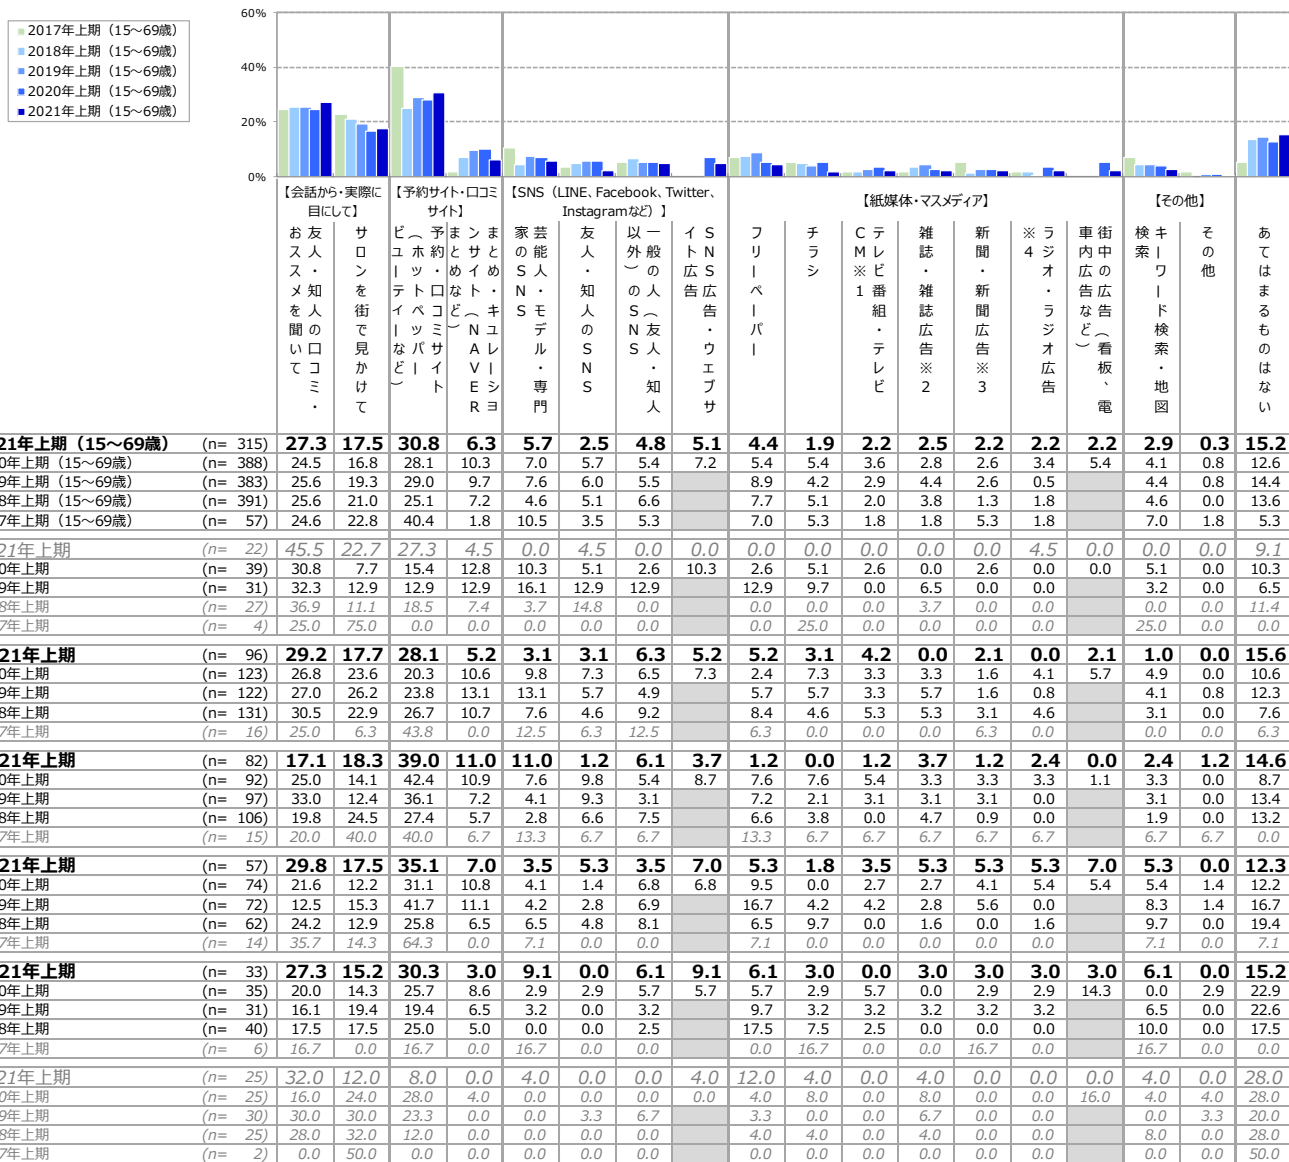 60%
40%
20%
0%
2017年上期（15～69歳）
2018年上期（15～69歳）
2019年上期（15～69歳）
2020年上期（15～69歳）
2021年上期（15～69歳）
【会話から・実際に目にして】
【予約サイト・口コミサイト】
【SNS（LINE、Facebook、Twitter、Instagramなど）】
【紙媒体・マスメディア】
【その他】
友人・知人の口コミ・おススメを聞いて
サロンを街で見かけて
予約・口コミサイト（ホットペッパービューティーなど）
まとめ・キュレーションサイト（NAVERまとめなど）
芸能人・モデル・専門家のSNS
友人・知人のSNS
一般の人（友人・知人以外）のSNS
SNS広告・ウェブサイト広告
フリーペーパー
チラシ
テレビ番組・テレビCM※1
雑誌・雑誌広告※2
新聞・新聞広告※3
ラジオ・ラジオ広告※4
街中の広告（看板、電車内広告など）
キーワード検索・地図検索
その他
あてはまるものはない
21年上期（15～69歳） (n= 315) 27.3 17.5 30.8 6.3 5.7 2.5 4.8 5.1 4.4 1.9 2.2 2.5 2.2 2.2 2.2 2.9 0.3 15.2
0年上期（15～69歳） (n= 388) 24.5 16.8 28.1 10.3 7.0 5.7 5.4 7.2 5.4 5.4 3.6 2.8 2.6 3.4 5.4 4.1 0.8 12.6
9年上期（15～69歳） (n= 383) 25.6 19.3 29.0 9.7 7.6 6.0 5.5 8.9 4.2 2.9 4.4 2.6 0.5 4.4 0.8 14.4
8年上期（15～69歳） (n= 391) 25.6 21.0 25.1 7.2 4.6 5.1 6.6 7.7 5.1 2.0 3.8 1.3 1.8 4.6 0.0 13.6
7年上期（15～69歳） (n= 57) 24.6 22.8 40.4 1.8 10.5 3.5 5.3 7.0 5.3 1.8 1.8 5.3 1.8 7.0 1.8 5.3
21年上期 (n= 22) 45.5 22.7 27.3 4.5 0.0 4.5 0.0 0.0 0.0 0.0 0.0 0.0 0.0 4.5 0.0 0.0 0.0 9.1
0年上期 (n= 39) 30.8 7.7 15.4 12.8 10.3 5.1 2.6 10.3 2.6 5.1 2.6 0.0 2.6 0.0 0.0 5.1 0.0 10.3
9年上期 (n= 31) 32.3 12.9 12.9 12.9 16.1 12.9 12.9 12.9 9.7 0.0 6.5 0.0 0.0 3.2 0.0 6.5
8年上期 (n= 27) 36.9 11.1 18.5 7.4 3.7 14.8 0.0 0.0 0.0 0.0 3.7 0.0 0.0 0.0 0.0 11.4
7年上期 (n= 4) 25.0 75.0 0.0 0.0 0.0 0.0 0.0 0.0 25.0 0.0 0.0 0.0 0.0 25.0 0.0 0.0
21年上期 (n= 96) 29.2 17.7 28.1 5.2 3.1 3.1 6.3 5.2 5.2 3.1 4.2 0.0 2.1 0.0 2.1 1.0 0.0 15.6
0年上期 (n= 123) 26.8 23.6 20.3 10.6 9.8 7.3 6.5 7.3 2.4 7.3 3.3 3.3 1.6 4.1 5.7 4.9 0.0 10.6
9年上期 (n= 122) 27.0 26.2 23.8 13.1 13.1 5.7 4.9 5.7 5.7 3.3 5.7 1.6 0.8 4.1 0.8 12.3
8年上期 (n= 131) 30.5 22.9 26.7 10.7 7.6 4.6 9.2 8.4 4.6 5.3 5.3 3.1 4.6 3.1 0.0 7.6
7年上期 (n= 16) 25.0 6.3 43.8 0.0 12.5 6.3 12.5 6.3 0.0 0.0 0.0 6.3 0.0 0.0 0.0 6.3
21年上期 (n= 82) 17.1 18.3 39.0 11.0 11.0 1.2 6.1 3.7 1.2 0.0 1.2 3.7 1.2 2.4 0.0 2.4 1.2 14.6
0年上期 (n= 92) 25.0 14.1 42.4 10.9 7.6 9.8 5.4 8.7 7.6 7.6 5.4 3.3 3.3 3.3 1.1 3.3 0.0 8.7
9年上期 (n= 97) 33.0 12.4 36.1 7.2 4.1 9.3 3.1 7.2 2.1 3.1 3.1 3.1 0.0 3.1 0.0 13.4
8年上期 (n= 106) 19.8 24.5 27.4 5.7 2.8 6.6 7.5 6.6 3.8 0.0 4.7 0.9 0.0 1.9 0.0 13.2
7年上期 (n= 15) 20.0 40.0 40.0 6.7 13.3 6.7 6.7 13.3 6.7 6.7 6.7 6.7 6.7 6.7 6.7 0.0
21年上期 (n= 57) 29.8 17.5 35.1 7.0 3.5 5.3 3.5 7.0 5.3 1.8 3.5 5.3 5.3 5.3 7.0 5.3 0.0 12.3
0年上期 (n= 74) 21.6 12.2 31.1 10.8 4.1 1.4 6.8 6.8 9.5 0.0 2.7 2.7 4.1 5.4 5.4 5.4 1.4 12.2
9年上期 (n= 72) 12.5 15.3 41.7 11.1 4.2 2.8 6.9 16.7 4.2 4.2 2.8 5.6 0.0 8.3 1.4 16.7
8年上期 (n= 62) 24.2 12.9 25.8 6.5 6.5 4.8 8.1 6.5 9.7 0.0 1.6 0.0 1.6 9.7 0.0 19.4
7年上期 (n= 14) 35.7 14.3 64.3 0.0 7.1 0.0 0.0 7.1 0.0 0.0 0.0 0.0 0.0 7.1 0.0 7.1
21年上期 (n= 33) 27.3 15.2 30.3 3.0 9.1 0.0 6.1 9.1 6.1 3.0 0.0 3.0 3.0 3.0 3.0 6.1 0.0 15.2
0年上期 (n= 35) 20.0 14.3 25.7 8.6 2.9 2.9 5.7 5.7 5.7 2.9 5.7 0.0 2.9 2.9 14.3 0.0 2.9 22.9
9年上期 (n= 31) 16.1 19.4 19.4 6.5 3.2 0.0 3.2 9.7 3.2 3.2 3.2 3.2 3.2 6.5 0.0 22.6
8年上期 (n= 40) 17.5 17.5 25.0 5.0 0.0 0.0 2.5 17.5 7.5 2.5 0.0 0.0 0.0 10.0 0.0 17.5
7年上期 (n= 6) 16.7 0.0 16.7 0.0 16.7 0.0 0.0 0.0 16.7 0.0 0.0 16.7 0.0 16.7 0.0 0.0
21年上期 (n= 25) 32.0 12.0 8.0 0.0 4.0 0.0 0.0 4.0 12.0 4.0 0.0 4.0 0.0 0.0 0.0 4.0 0.0 28.0
0年上期 (n= 25) 16.0 24.0 28.0 4.0 0.0 0.0 0.0 0.0 4.0 8.0 0.0 8.0 0.0 0.0 16.0 4.0 4.0 28.0
9年上期 (n= 30) 30.0 30.0 23.3 0.0 0.0 3.3 6.7 3.3 0.0 0.0 6.7 0.0 0.0 0.0 3.3 20.0
8年上期 (n= 25) 28.0 32.0 12.0 0.0 0.0 0.0 0.0 4.0 4.0 0.0 4.0 0.0 0.0 8.0 0.0 28.0
7年上期 (n= 2) 0.0 50.0 0.0 0.0 0.0 0.0 0.0 0.0 0.0 0.0 0.0 0.0 0.0 0.0 0.0 50.0